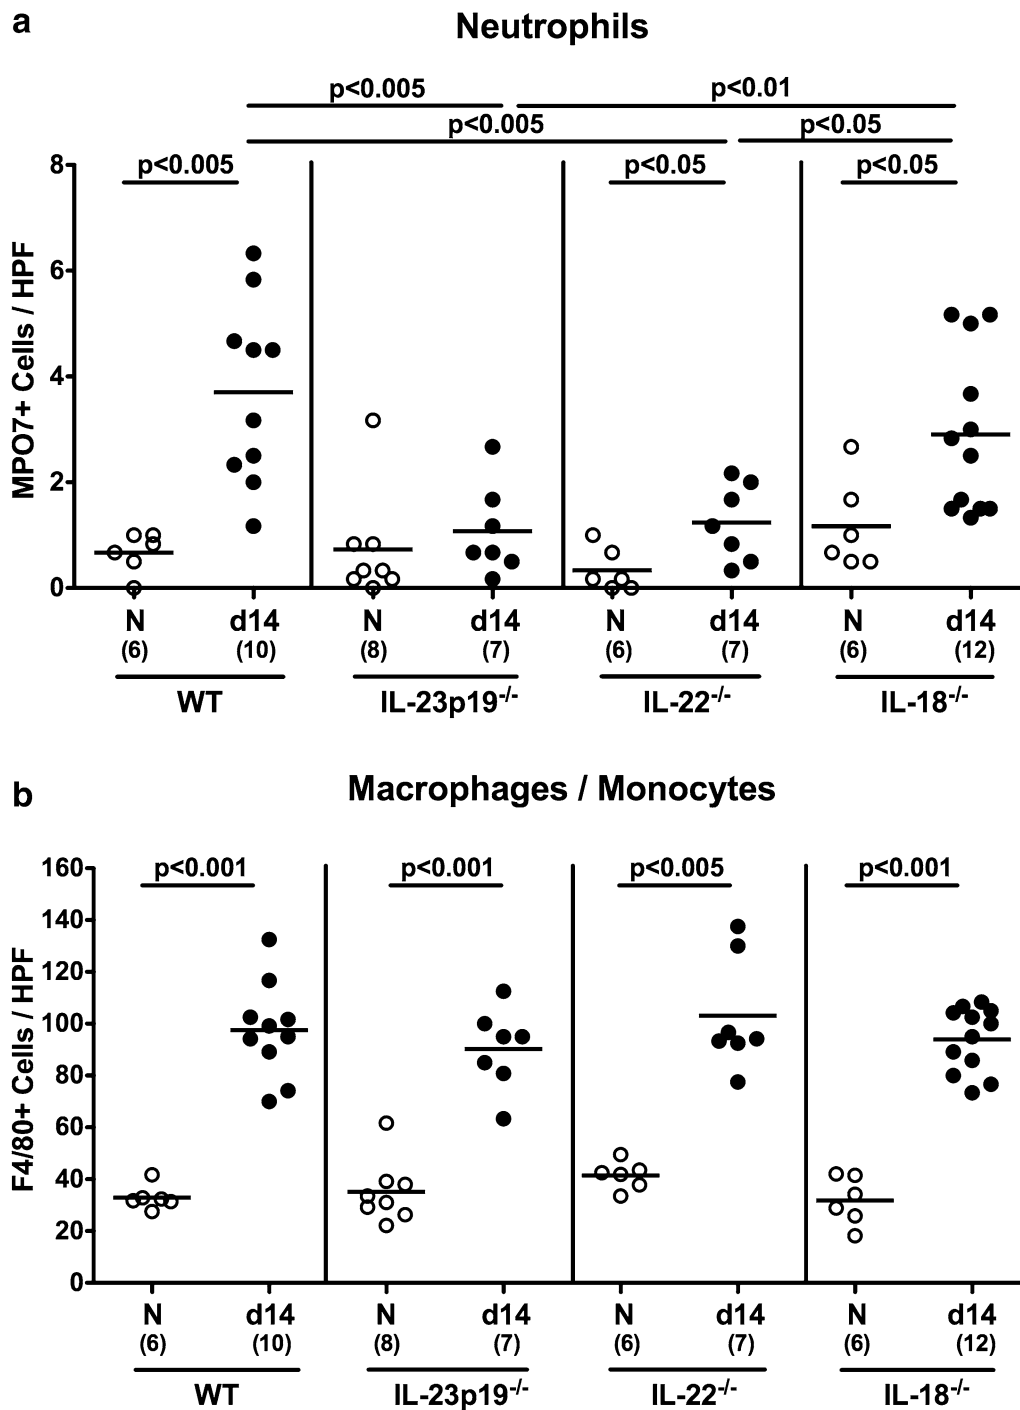 a
Neutrophils
p<0.005 p<0.01
p<0.005 p<0.05
p<0.005 p<0.05 p<0.05
MPO7+ Cells / HPF
8
6
4
2
0
N d14 N d14 N d14 N d14
(6) (10) (8) (7) (6) (7) (6) (12)
WT IL-23p19-/- IL-22-/- IL-18-/-
b
Macrophages / Monocytes
p<0.001 p<0.001 p<0.005 p<0.001
F4/80+ Cells / HPF
160
140
120
100
80
60
40
20
0
N d14 N d14 N d14 N d14
(6) (10) (8) (7) (6) (7) (6) (12)
WT IL-23p19-/- IL-22-/- IL-18-/-